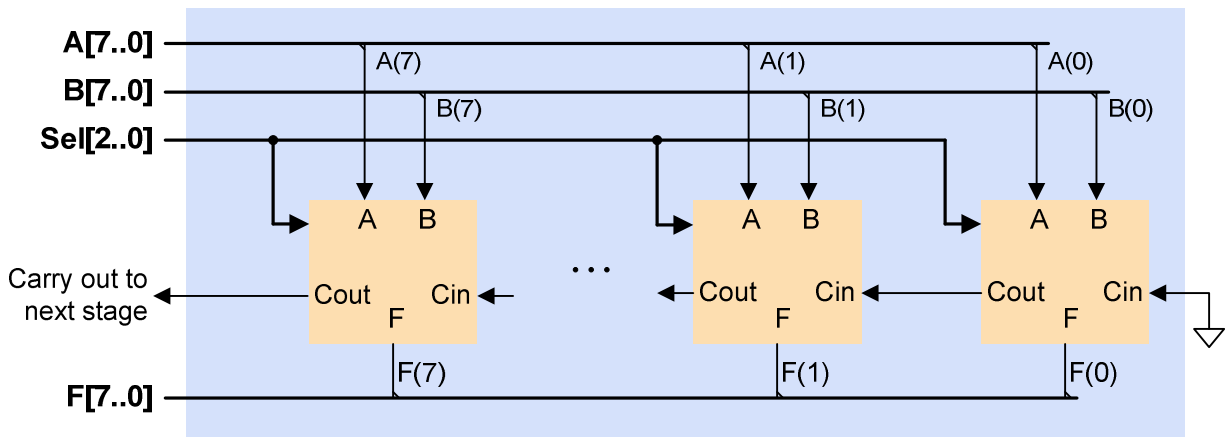 A[7..0]
A(7)
A(1)
A(0)
B[7..0]
B(7)
B(1)
B(0)
Sel[2..0]
A B
A B
A B
...
Carry out to
next stage
Cout Cin
Cout Cin
Cout Cin
F
F
F
F(7)
F(1)
F(0)
F[7..0]